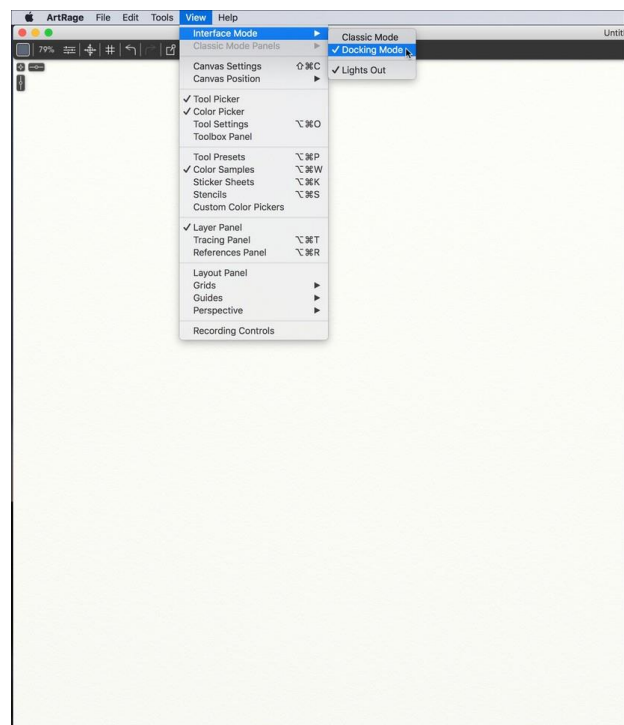 ArtRage File Edit Tools View Help
Untit
79%
Interface Mode
Classic Mode Panels
Canvas Settings ⇧⌘C
Canvas Position
✓ Tool Picker
✓ Color Picker
Tool Settings ⌥⌘O
Toolbox Panel
Tool Presets ⌥⌘P
✓ Color Samples ⌥⌘W
Sticker Sheets ⌥⌘K
Stencils ⌥⌘S
Custom Color Pickers
✓ Layer Panel
Tracing Panel ⌥⌘T
References Panel ⌥⌘R
Layout Panel
Grids
Guides
Perspective
Recording Controls
Classic Mode
✓ Docking Mode
✓ Lights Out